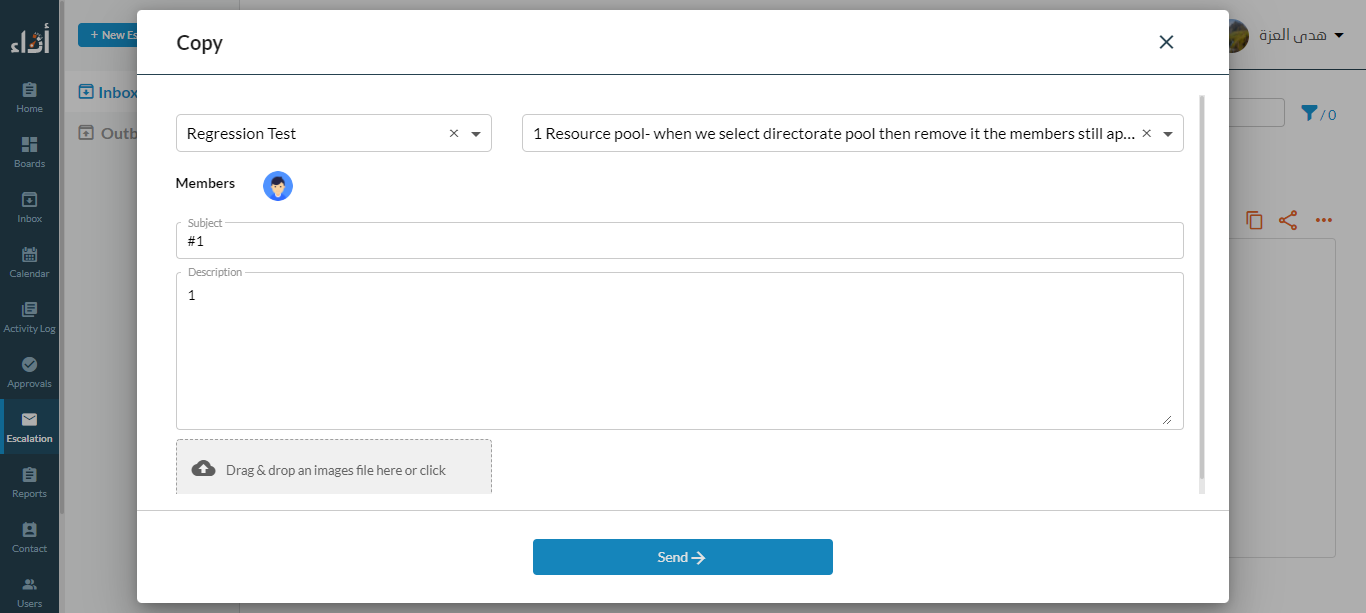 أداء
Home
Boards
Inbox
Calendar
Activity Log
Approvals
Escalation
Reports
Contact
Users
+ New Es
Inbox
Outb
هدى العزة
/ 0
Copy
Regression Test
1 Resource pool- when we select directorate pool then remove it the members still ap...
Members
Subject
#1
Description
1
Drag & drop an images file here or click
Send